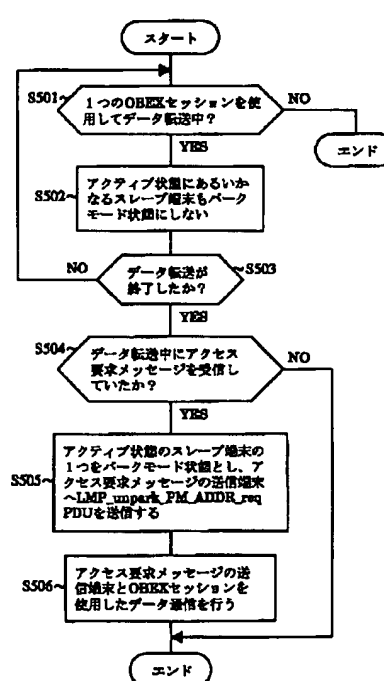 スタート
S501~
1つのOBEXセッションを使
用してデータ転送中？
NO
エンド
YES
S502~
アクティブ状態にあるいか
なるスレーブ端末もパーク
モード状態にしない
NO
データ転送が
終了したか？
~S503
YES
S504~
データ転送中にアクセス
要求メッセージを受信し
ていたか？
NO
YES
S505~
アクティブ状態のスレーブ端末の
1つをパークモード状態とし、ア
クセス要求メッセージの送信端末
へLMP_unpark_PM_ADDR_req
PDUを送信する
S506~
アクセス要求メッセージの送
信端末とOBEXセッションを
使用したデータ通信を行う
エンド